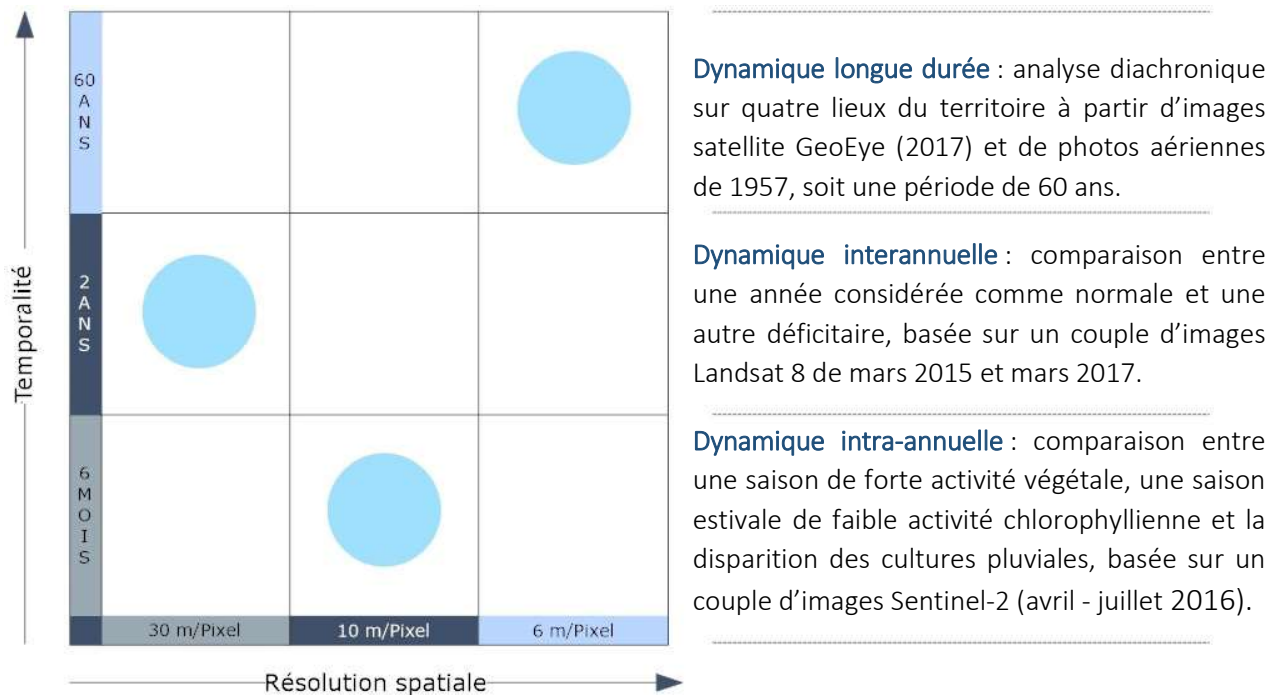 Temporalité
60
A
N
S
2
A
N
S
6
M
O
I
S
30 m/Pixel
10 m/Pixel
6 m/Pixel
Résolution spatiale
Dynamique longue durée : analyse diachronique
sur quatre lieux du territoire à partir d’images
satellite GeoEye (2017) et de photos aériennes
de 1957, soit une période de 60 ans.
Dynamique interannuelle : comparaison entre
une année considérée comme normale et une
autre déficitaire, basée sur un couple d’images
Landsat 8 de mars 2015 et mars 2017.
Dynamique intra-annuelle : comparaison entre
une saison de forte activité végétale, une saison
estivale de faible activité chlorophyllienne et la
disparition des cultures pluviales, basée sur un
couple d’images Sentinel-2 (avril - juillet 2016).